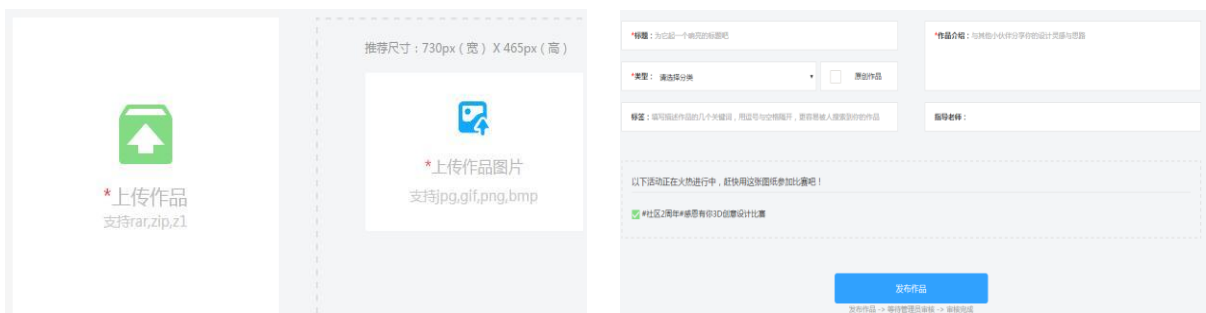 推荐尺寸：730px（宽）X 465px（高）
*上传作品
支持rar,zip,z1
*上传作品图片
支持jpg,gif,png,bmp
*标题：为它起一个响亮的标题吧
*作品介绍：与其他小伙伴分享你的设计灵感与思路
*类型： 请选择分类
原创作品
标签：填写描述作品的几个关键词，用逗号与空格隔开，更容易被人搜索到你的作品
指导老师：
以下活动正在火热进行中，赶快用这张图纸参加比赛吧！
#社区2周年#感恩有你3D创意设计比赛
发布作品
发布作品 -> 等待管理员审核 -> 审核完成